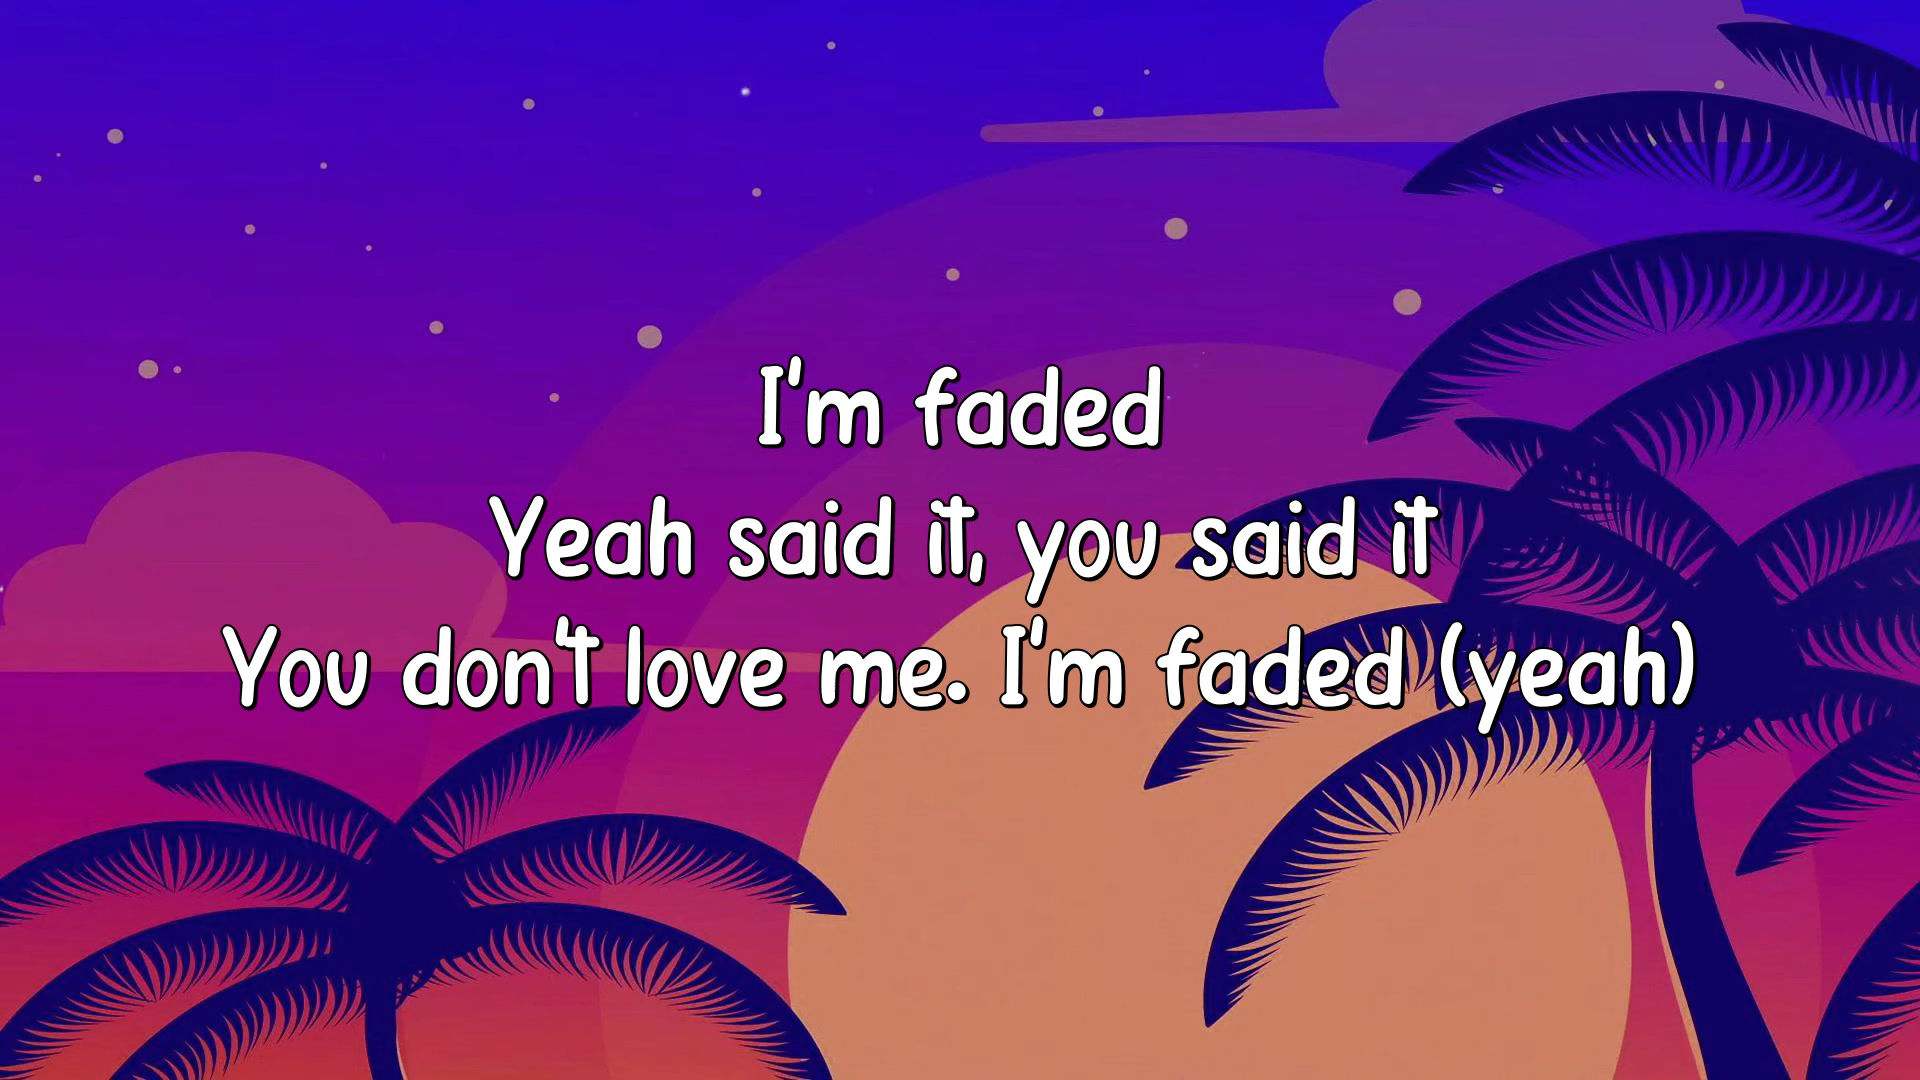 I'm faded
Yeah said it, you said it
You don't love me. I'm faded (yeah)